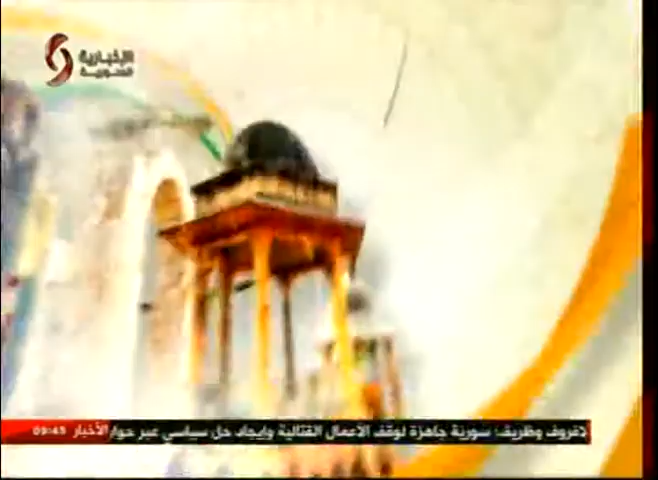 الإخبارية
السورية
لافروف وظريف: سورية جاهزة لوقف الأعمال القتالية وإيجاد حل سياسي عبر حوار
الأخبار 09:45